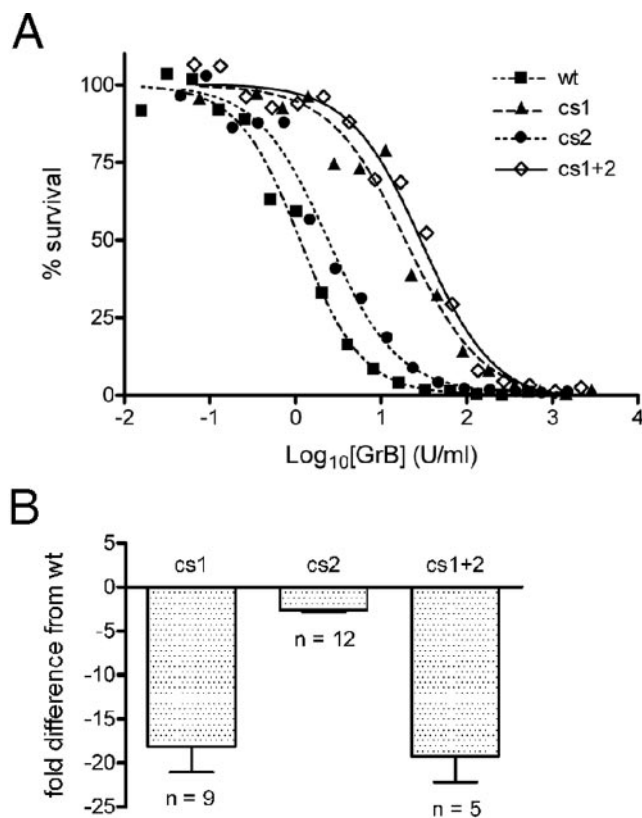 A
% survival
100
75
50
25
0
-2
-1
0
1
2
3
4
Log10[GrB] (U/ml)
wt
cs1
cs2
cs1+2
B
fold difference from wt
5
0
-5
-10
-15
-20
-25
cs1
cs2
cs1+2
n = 12
n = 9
n = 5